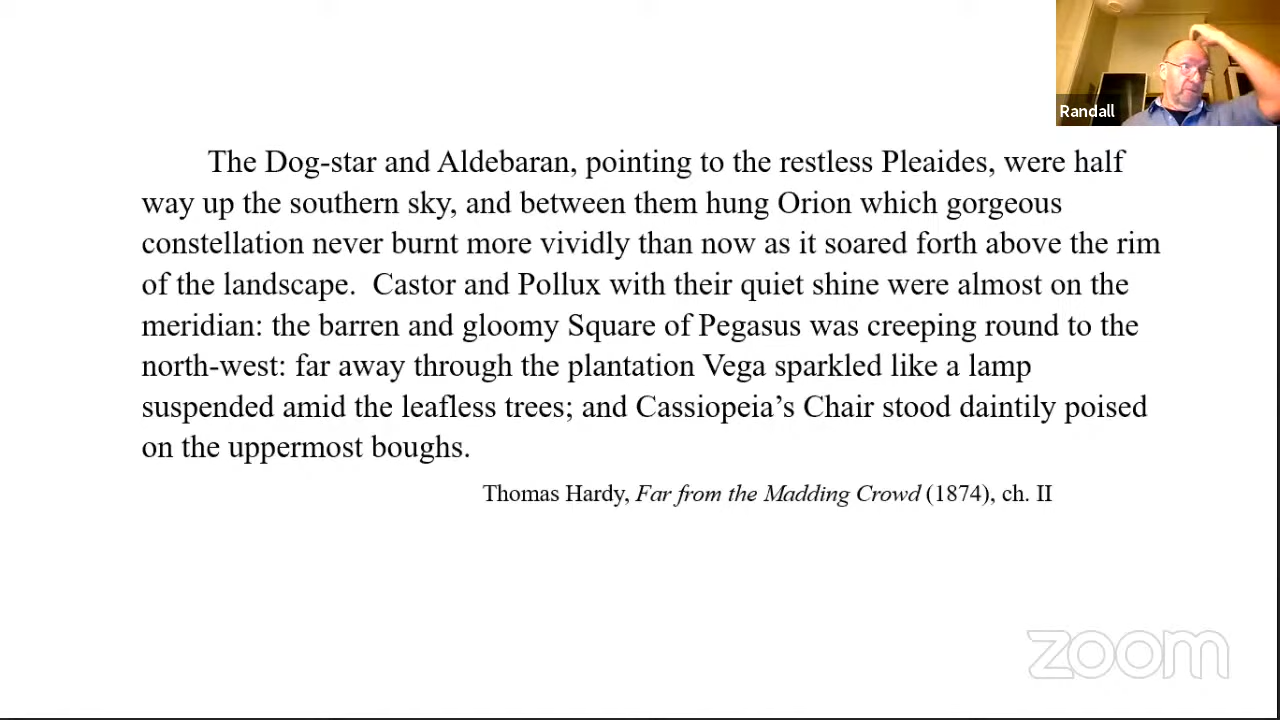 Randall
The Dog-star and Aldebaran, pointing to the restless Pleaides, were half
way up the southern sky, and between them hung Orion which gorgeous
constellation never burnt more vividly than now as it soared forth above the rim
of the landscape.  Castor and Pollux with their quiet shine were almost on the
meridian: the barren and gloomy Square of Pegasus was creeping round to the
north-west: far away through the plantation Vega sparkled like a lamp
suspended amid the leafless trees; and Cassiopeia’s Chair stood daintily poised
on the uppermost boughs.
Thomas Hardy, Far from the Madding Crowd (1874), ch. II
zoom